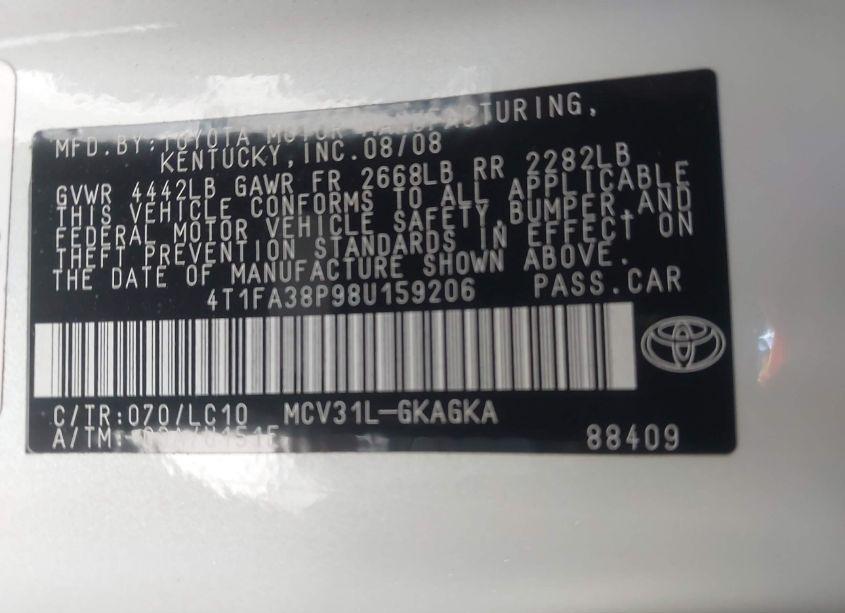 MFD. BY: TOYOTA MOTOR MANUFACTURING,
KENTUCKY, INC. 08/08
GVWR 4442LB GAWR FR 2668LB RR 2282LB
THIS VEHICLE CONFORMS TO ALL APPLICABLE
FEDERAL MOTOR VEHICLE SAFETY, BUMPER, AND
THEFT PREVENTION STANDARDS IN EFFECT ON
THE DATE OF MANUFACTURE SHOWN ABOVE.
4T1FA38P98U159206 PASS. CAR
C/TR: 070/LC10 MCV31L-GKAGKA
A/TM: 88409